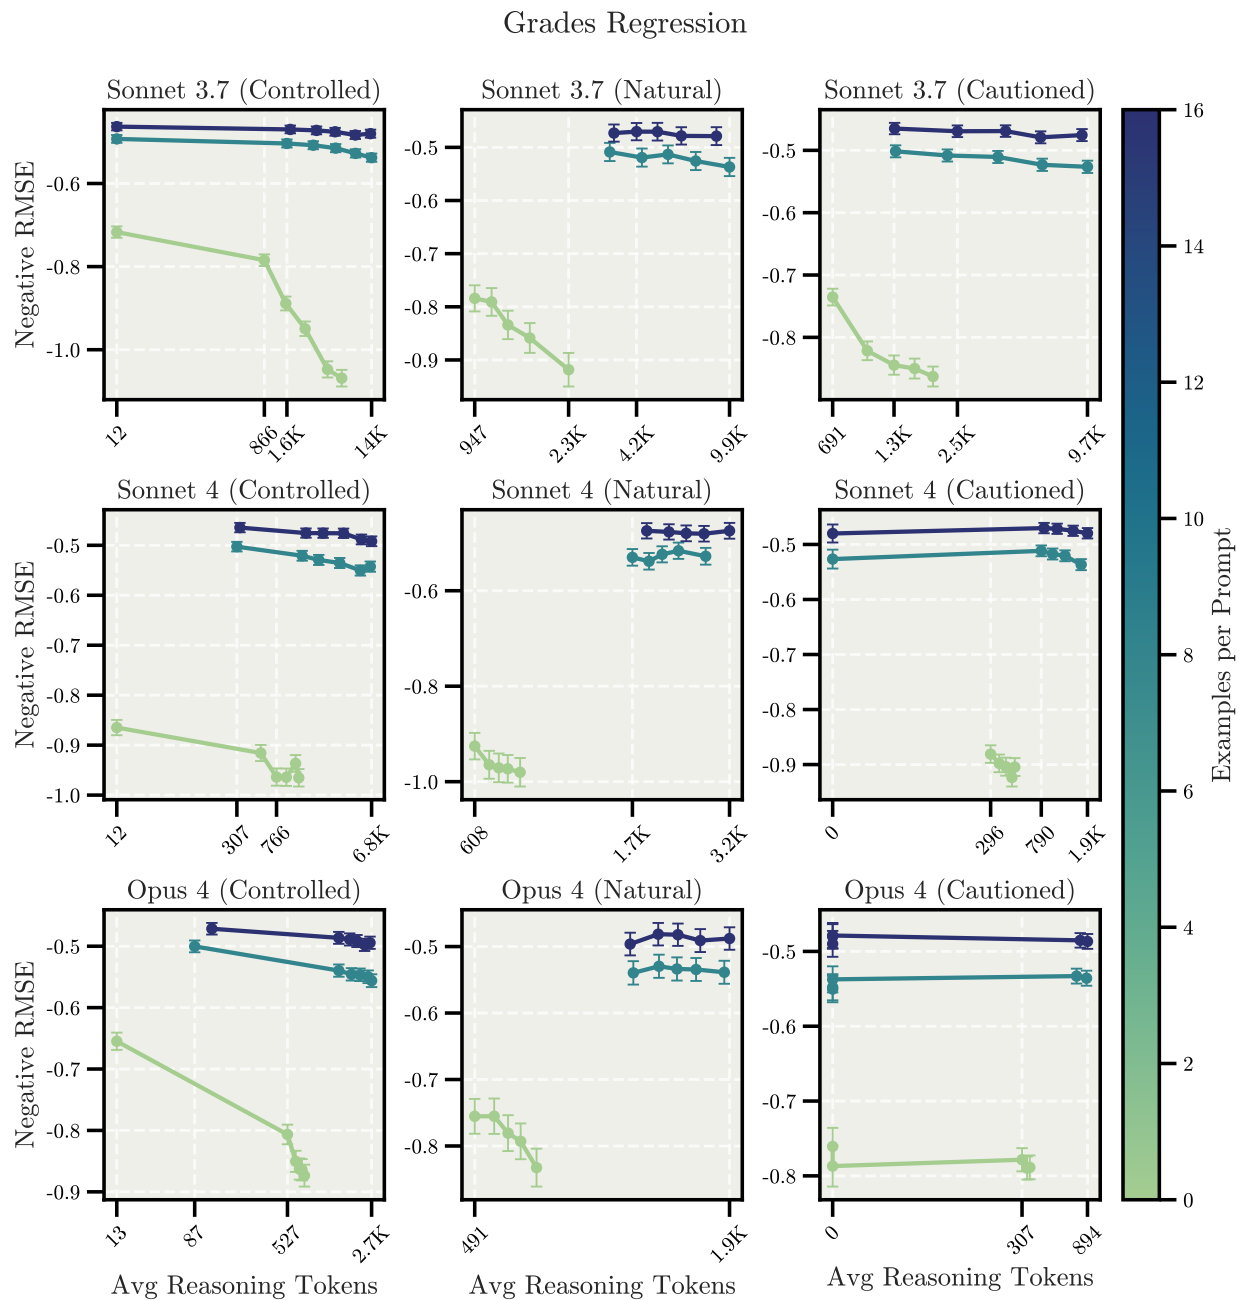 Grades Regression
Sonnet 3.7 (Controlled)
Sonnet 3.7 (Natural)
Sonnet 3.7 (Cautioned)
Negative RMSE
-0.6
-0.8
-1.0
12
866
1.6K
14K
-0.5
-0.6
-0.7
-0.8
-0.9
947
2.3K
4.2K
9.9K
-0.5
-0.6
-0.7
-0.8
691
1.3K
2.5K
9.7K
Sonnet 4 (Controlled)
Sonnet 4 (Natural)
Sonnet 4 (Cautioned)
Negative RMSE
-0.5
-0.6
-0.7
-0.8
-0.9
-1.0
12
307
766
6.8K
-0.6
-0.8
-1.0
608
1.7K
3.2K
-0.5
-0.6
-0.7
-0.8
-0.9
0
296
790
1.9K
Opus 4 (Controlled)
Opus 4 (Natural)
Opus 4 (Cautioned)
Negative RMSE
-0.5
-0.6
-0.7
-0.8
-0.9
13
87
527
2.7K
Avg Reasoning Tokens
-0.5
-0.6
-0.7
-0.8
491
1.9K
Avg Reasoning Tokens
-0.5
-0.6
-0.7
-0.8
0
307
894
Avg Reasoning Tokens
16
14
12
10
8
6
4
2
0
Examples per Prompt